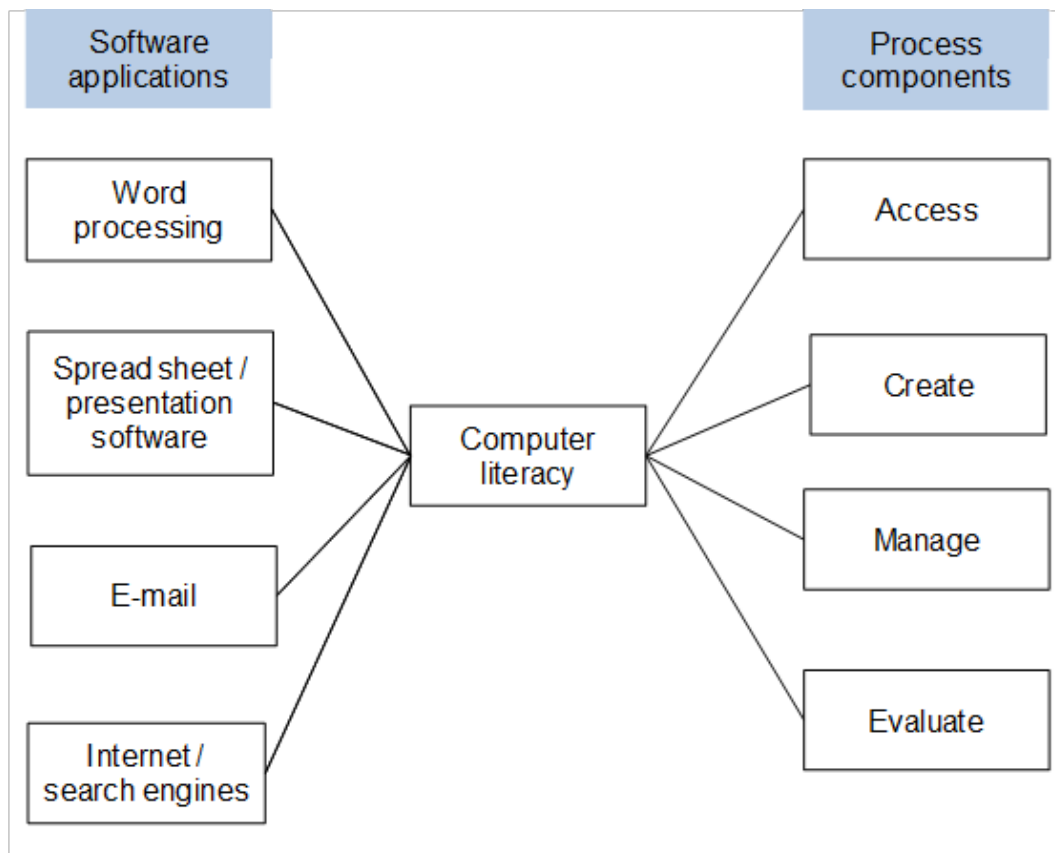 Software
applications
Process
components
Word
processing
Spread sheet /
presentation
software
E-mail
Internet /
search engines
Computer
literacy
Access
Create
Manage
Evaluate